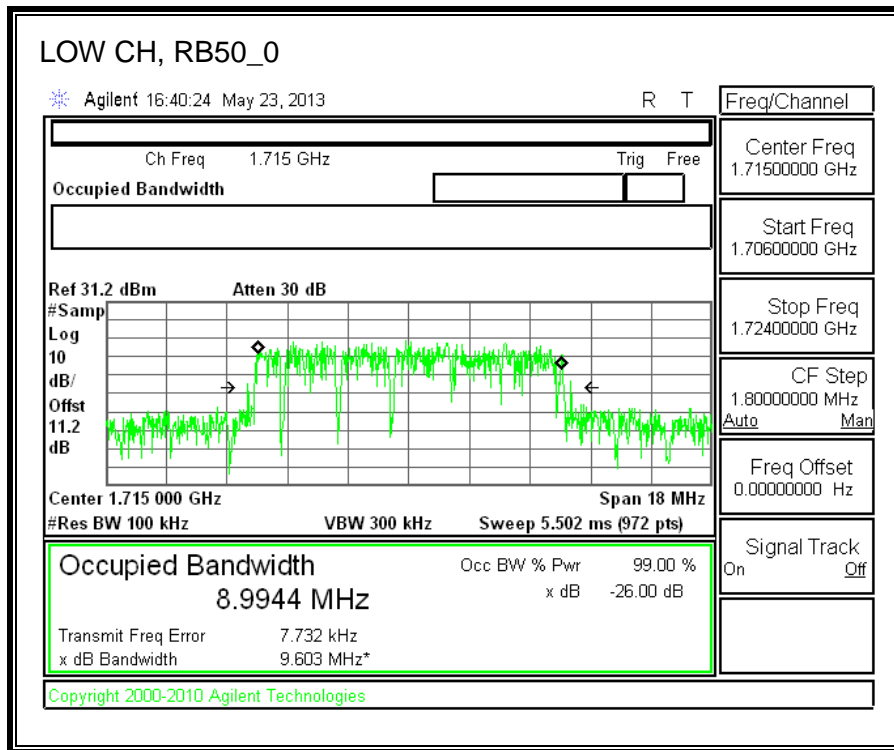 LOW CH, RB50_0
Agilent 16:40:24 May 23, 2013 R T
Freq/Channel
Ch Freq 1.715 GHz Trig Free
Occupied Bandwidth
Center Freq
1.71500000 GHz
Start Freq
1.70600000 GHz
Stop Freq
1.72400000 GHz
CF Step
1.80000000 MHz
Auto Man
Freq Offset
0.00000000 Hz
Signal Track
On Off
Ref 31.2 dBm Atten 30 dB
#Samp
Log
10
dB/
Offst
11.2
dB
Center 1.715 000 GHz Span 18 MHz
#Res BW 100 kHz VBW 300 kHz Sweep 5.502 ms (972 pts)
Occupied Bandwidth
8.9944 MHz
Occ BW % Pwr 99.00 %
x dB -26.00 dB
Transmit Freq Error 7.732 kHz
x dB Bandwidth 9.603 MHz*
Copyright 2000-2010 Agilent Technologies